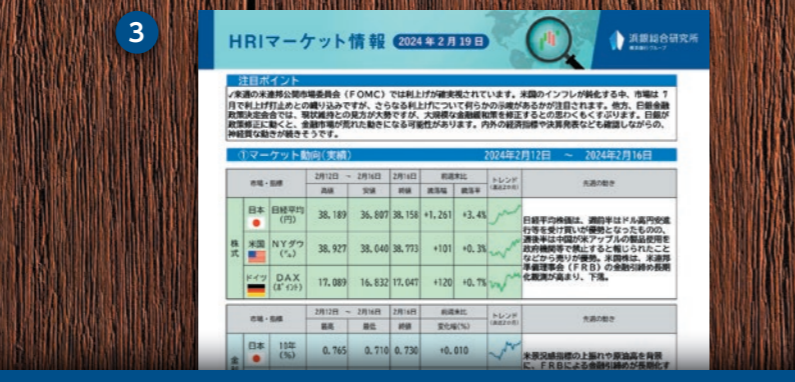 3
HRIマーケット情報 2024年2月19日
浜銀総合研究所
注目ポイント
✓来週の米連邦公開市場委員会（FOMC）では利上げが確実視されています。米国のインフレが鈍化する中、市場は7
月で利上げ打止めとの織り込みですが、さらなる利上げについて何らかの示唆があるかが注目されます。他方、日銀金融
政策決定会合では、現状維持との見方が大勢ですが、大規模な金融緩和策を修正するとの思わくもくすぶります。日銀が
政策修正に動くと、金融市場が荒れた動きになる可能性があります。内外の経済指標や決算発表なども確認しながらの、
神経質な動きが続きそうです。
①マーケット動向（実績） 2024年2月12日 ～ 2024年2月16日
市場・指標 2月12日 ～ 2月16日 2月16日 前週末比 トレンド 先週の動き
高値 安値 終値 騰落幅 騰落率
株式
日本 日経平均(円) 38,189 36,807 38,158 +1,261 +3.4%
米国 NYダウ 38,927 38,040 38,773 +101 +0.3%
ドイツ DAX (ポイント) 17,089 16,832 17,047 +120 +0.7%
日経平均株価は、週前半はドル高円安進
行等を受け買いが優勢となったものの、
週後半は中国が米アップルの製品使用を
政府機関等で禁止すると報じられたこと
などから売りが優勢。米国株は、米連邦
準備理事会（FRB）の金融引締め長期
化観測が高まり、下落。
市場・指標 2月12日 ～ 2月16日 2月16日 前週末比 トレンド 先週の動き
最高 最低 終値 変化幅(%)
日本 10年(%) 0.765 0.710 0.730 +0.010
米景況感指標の上振れや原油高を背景
に、FRBによる金融引締めが長期化す